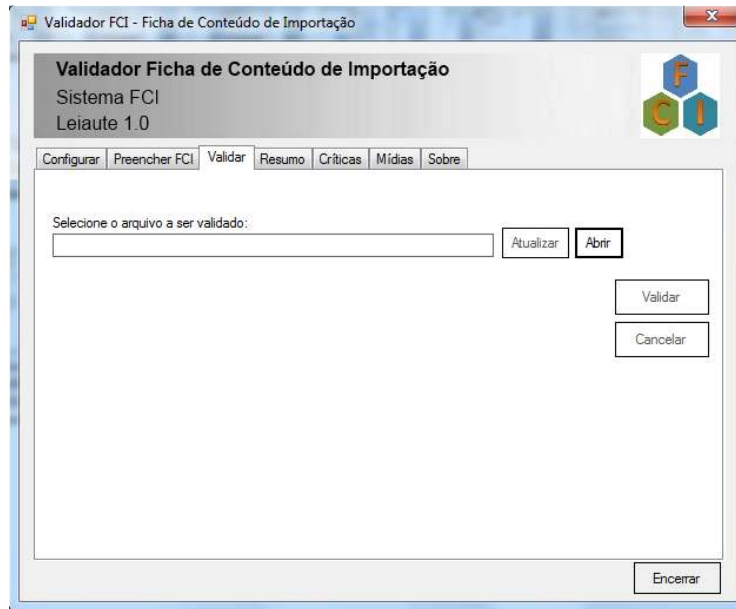 Validador FCI - Ficha de Conteúdo de Importação
Validador Ficha de Conteúdo de Importação
Sistema FCI
Leiaute 1.0
F
C I
Configurar Preencher FCI Validar Resumo Críticas Mídias Sobre
Selecione o arquivo a ser validado:
Atualizar Abrir
Validar
Cancelar
Encerrar